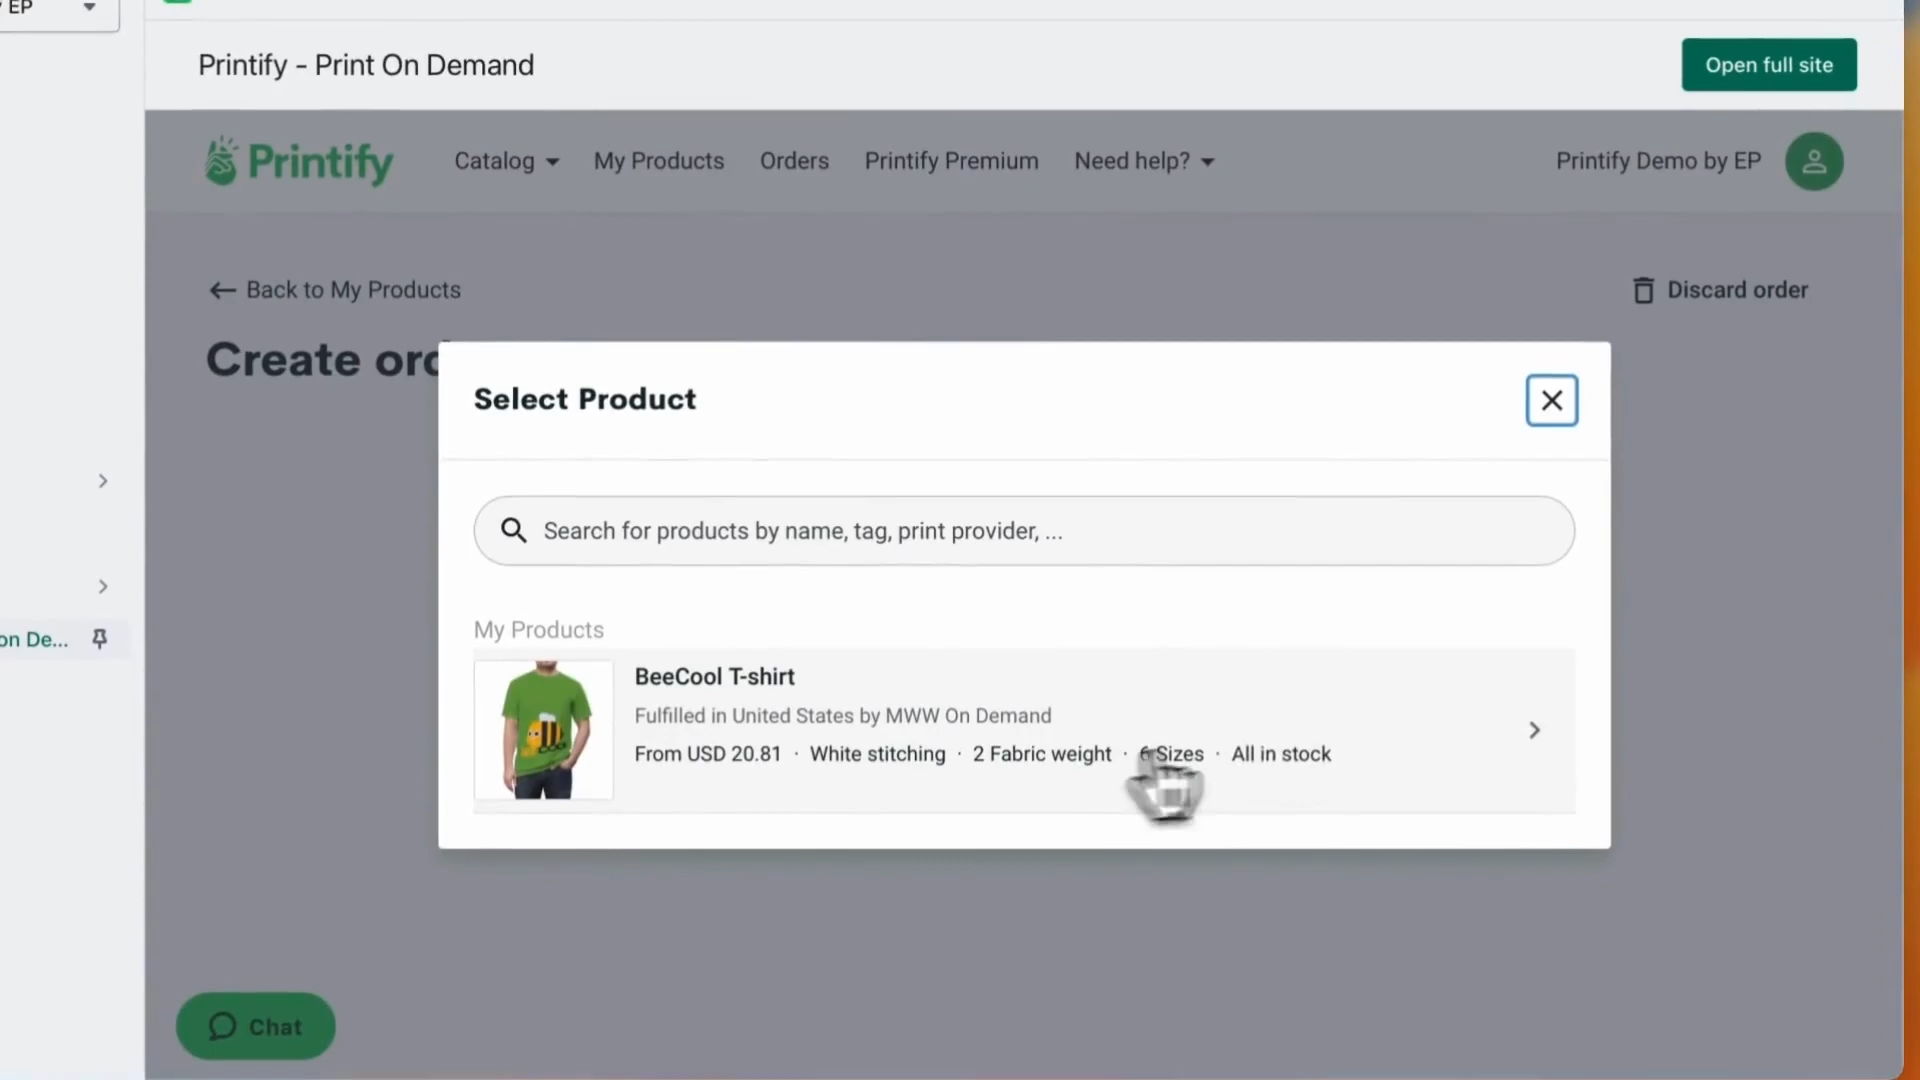 EP
Printify - Print On Demand
Open full site
Printify
Catalog
My Products
Orders
Printify Premium
Need help?
Printify Demo by EP
Back to My Products
Discard order
Create ord
Select Product
Search for products by name, tag, print provider, ...
My Products
BeeCool T-shirt
Fulfilled in United States by MWW On Demand
From USD 20.81 · White stitching · 2 Fabric weight · 6 Sizes · All in stock
on De...
Chat